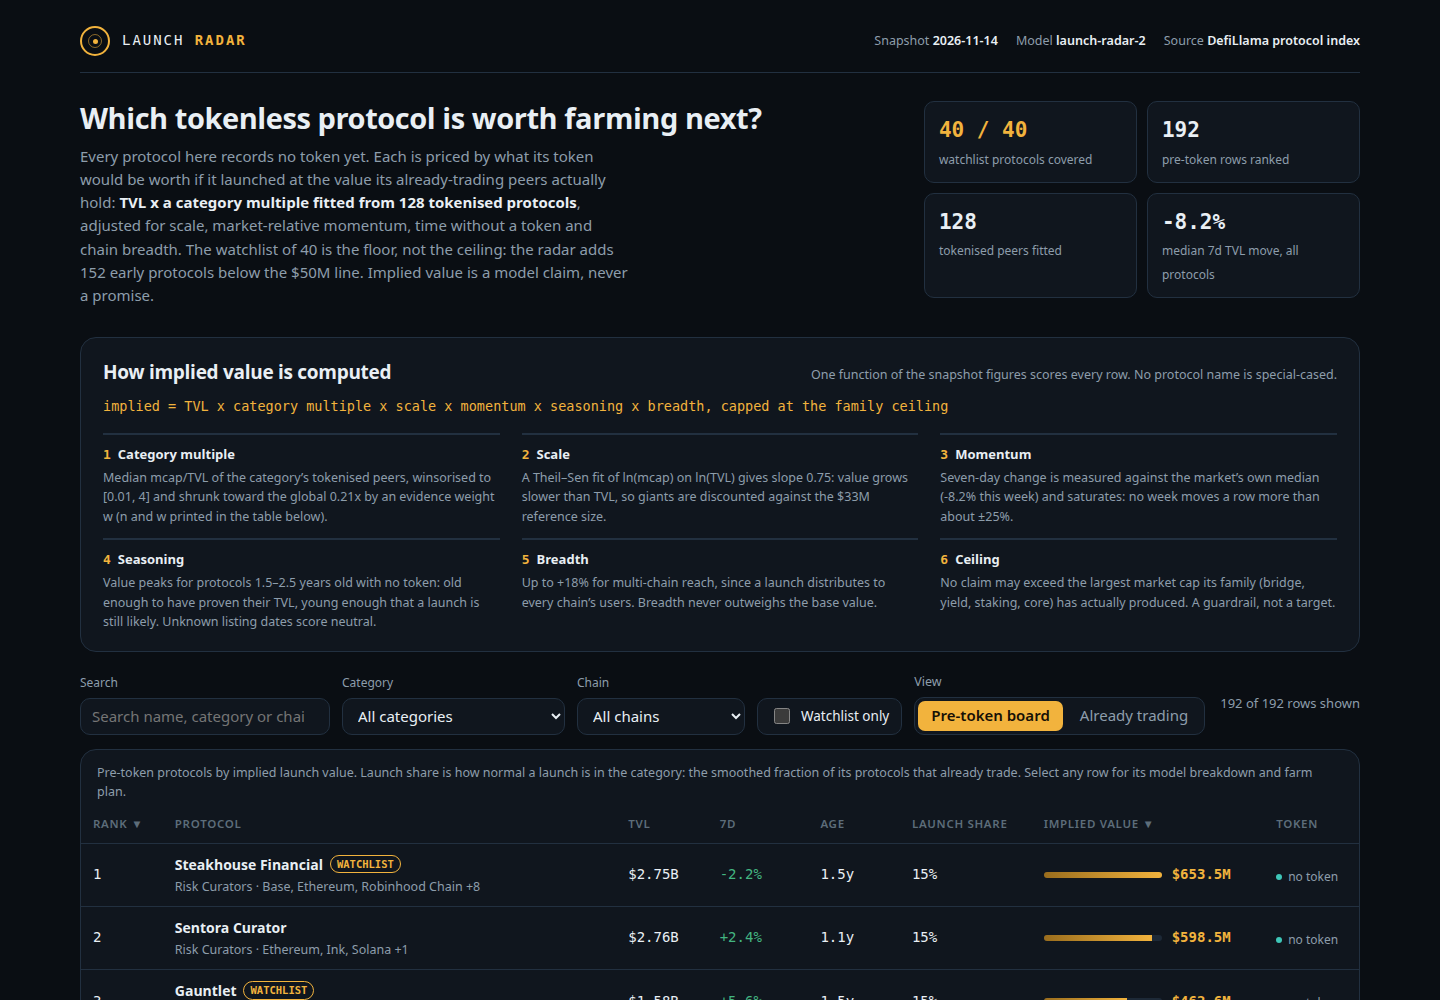 LAUNCH RADAR
Snapshot 2026-11-14 Model launch-radar-2 Source DefiLlama protocol index
Which tokenless protocol is worth farming next?
Every protocol here records no token yet. Each is priced by what its token
would be worth if it launched at the value its already-trading peers actually
hold: TVL x a category multiple fitted from 128 tokenised protocols,
adjusted for scale, market-relative momentum, time without a token and
chain breadth. The watchlist of 40 is the floor, not the ceiling: the radar adds
152 early protocols below the $50M line. Implied value is a model claim, never
a promise.
40 / 40
watchlist protocols covered
192
pre-token rows ranked
128
tokenised peers fitted
-8.2%
median 7d TVL move, all
protocols
How implied value is computed
One function of the snapshot figures scores every row. No protocol name is special-cased.
implied = TVL x category multiple x scale x momentum x seasoning x breadth, capped at the family ceiling
1 Category multiple
Median mcap/TVL of the category's tokenised peers, winsorised to
[0.01, 4] and shrunk toward the global 0.21x by an evidence weight
w (n and w printed in the table below).
2 Scale
A Theil–Sen fit of ln(mcap) on ln(TVL) gives slope 0.75: value grows
slower than TVL, so giants are discounted against the $33M
reference size.
3 Momentum
Seven-day change is measured against the market's own median
(-8.2% this week) and saturates: no week moves a row more than
about ±25%.
4 Seasoning
Value peaks for protocols 1.5–2.5 years old with no token: old
enough to have proven their TVL, young enough that a launch is
still likely. Unknown listing dates score neutral.
5 Breadth
Up to +18% for multi-chain reach, since a launch distributes to
every chain's users. Breadth never outweighs the base value.
6 Ceiling
No claim may exceed the largest market cap its family (bridge,
yield, staking, core) has actually produced. A guardrail, not a target.
Search Category Chain View
Search name, category or chai All categories All chains Watchlist only Pre-token board Already trading 192 of 192 rows shown
Pre-token protocols by implied launch value. Launch share is how normal a launch is in the category: the smoothed fraction of its protocols that already trade. Select any row for its model breakdown and farm
plan.
RANK ▼ PROTOCOL TVL 7D AGE LAUNCH SHARE IMPLIED VALUE ▼ TOKEN
1 Steakhouse Financial WATCHLIST $2.75B -2.2% 1.5y 15% $653.5M no token
Risk Curators · Base, Ethereum, Robinhood Chain +8
2 Sentora Curator $2.76B +2.4% 1.1y 15% $598.5M no token
Risk Curators · Ethereum, Ink, Solana +1
Gauntlet WATCHLIST